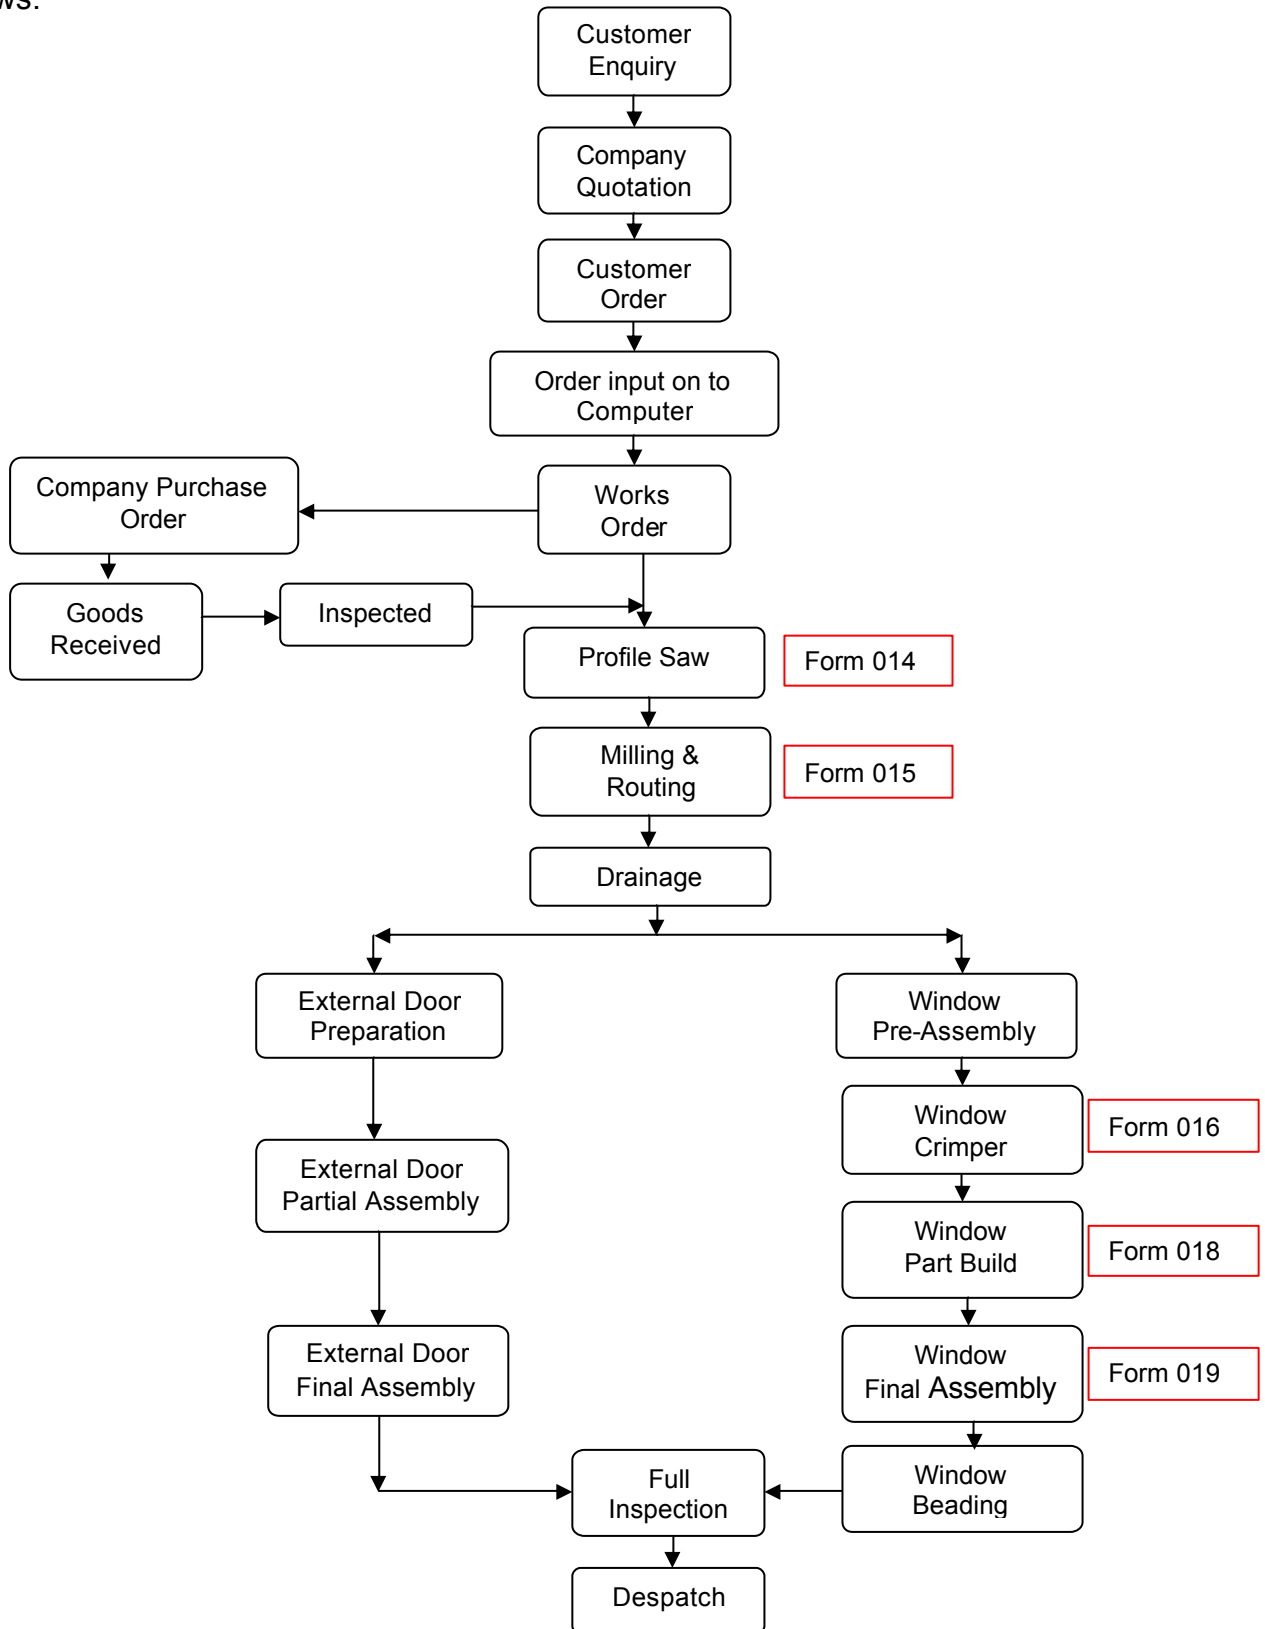 ws:
Customer
Enquiry
Company
Quotation
Customer
Order
Order input on to
Computer
Company Purchase
Order
Works
Order
Goods
Received
Inspected
Profile Saw
Form 014
Milling &
Routing
Form 015
Drainage
External Door
Preparation
Window
Pre-Assembly
Window
Crimper
Form 016
External Door
Partial Assembly
Window
Part Build
Form 018
External Door
Final Assembly
Window
Final Assembly
Form 019
Full
Inspection
Window
Beading
Despatch